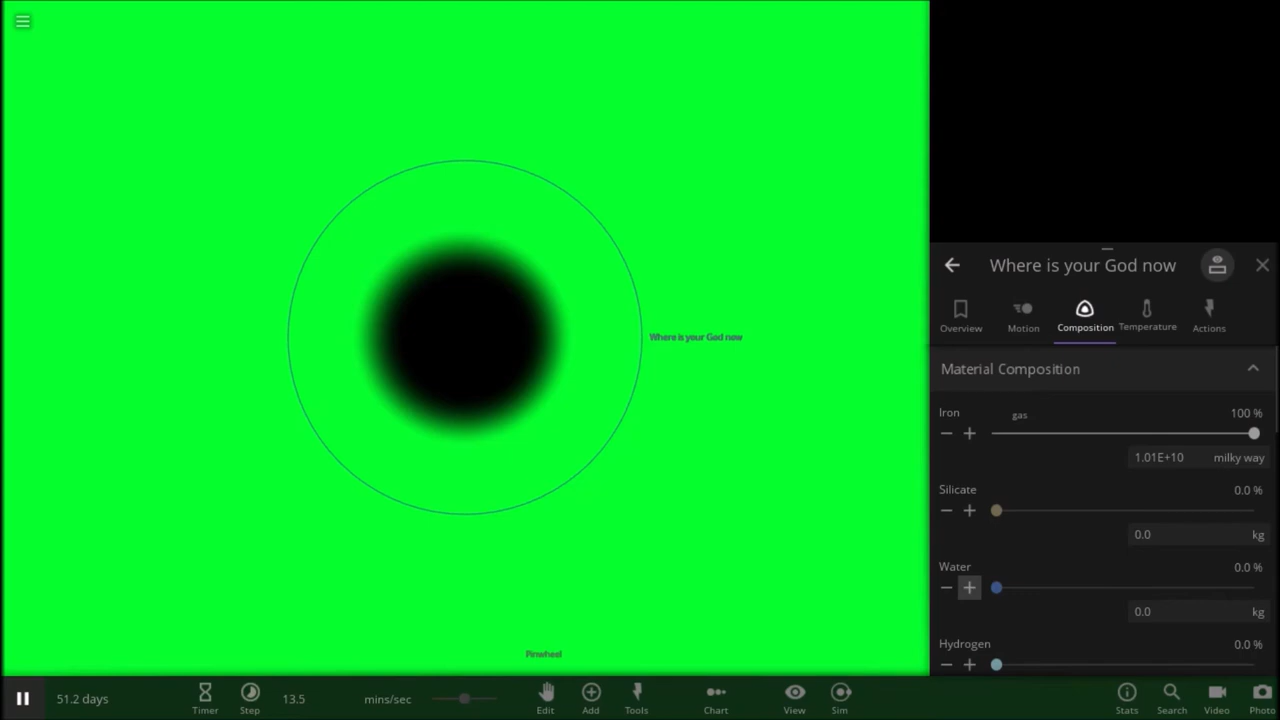 Where is your God now
Overview
Motion
Composition
Temperature
Actions
Material Composition
Iron
gas
100 %
1.01E+10 milky way
Silicate
0.0 %
0.0 kg
Water
0.0 %
0.0 kg
Hydrogen
0.0 %
Where is your God now
Pinwheel
51.2 days
Timer
Step
13.5
mins/sec
Edit
Add
Tools
Chart
View
Sim
Stats
Search
Video
Photo